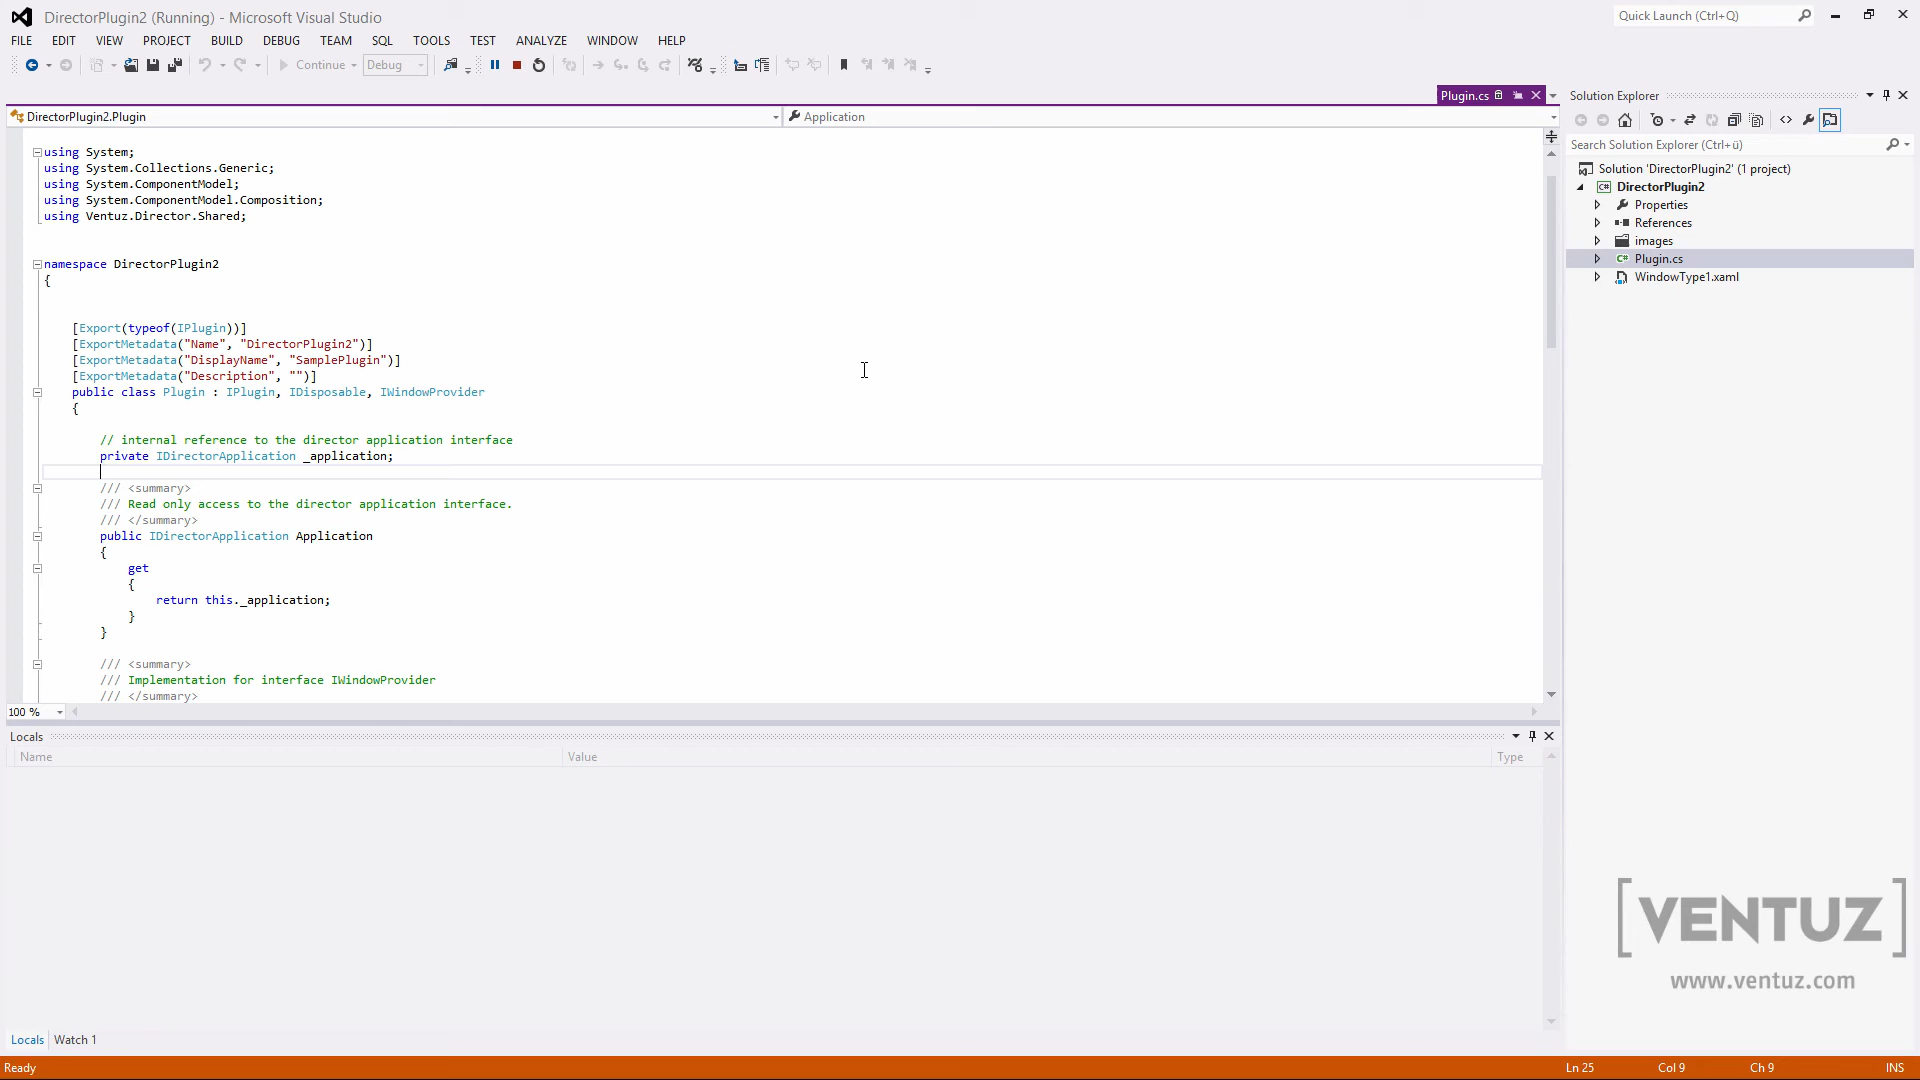 DirectorPlugin2 (Running) - Microsoft Visual Studio
Quick Launch (Ctrl+Q)
FILE EDIT VIEW PROJECT BUILD DEBUG TEAM SQL TOOLS TEST ANALYZE WINDOW HELP
Continue Debug
Plugin.cs
Solution Explorer
DirectorPlugin2.Plugin
Application
Search Solution Explorer (Ctrl+ü)
Solution 'DirectorPlugin2' (1 project)
DirectorPlugin2
Properties
References
images
Plugin.cs
WindowType1.xaml
using System;
using System.Collections.Generic;
using System.ComponentModel;
using System.ComponentModel.Composition;
using Ventuz.Director.Shared;
namespace DirectorPlugin2
{
[Export(typeof(IPlugin))]
[ExportMetadata("Name", "DirectorPlugin2")]
[ExportMetadata("DisplayName", "SamplePlugin")]
[ExportMetadata("Description", "")]
public class Plugin : IPlugin, IDisposable, IWindowProvider
{
// internal reference to the director application interface
private IDirectorApplication _application;
/// <summary>
/// Read only access to the director application interface.
/// </summary>
public IDirectorApplication Application
{
get
{
return this._application;
}
}
/// <summary>
/// Implementation for interface IWindowProvider
/// </summary>
100 %
Locals
Name Value Type
[VENTUZ]
www.ventuz.com
Locals Watch 1
Ready Ln 25 Col 9 Ch 9 INS